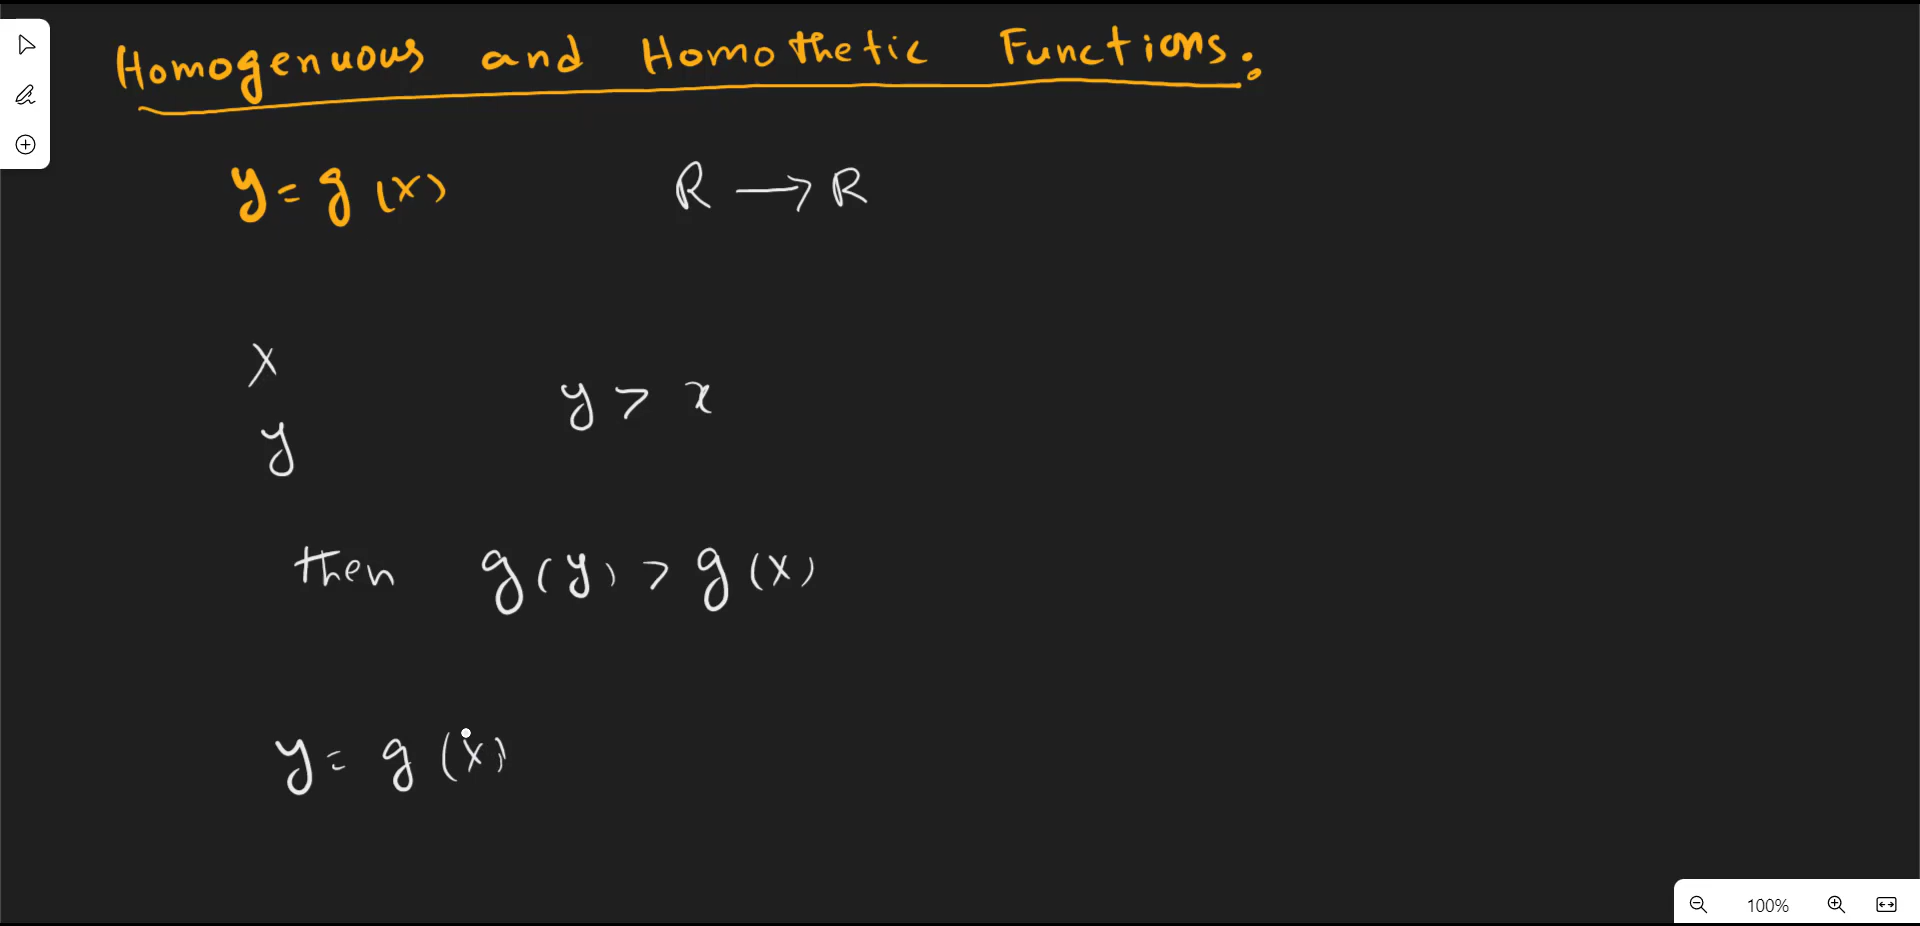 Homogenuous and Homothetic Functions:
y = g (x) R → R
x
y > x
y
then g(y) > g(x)
y = g (x)
100%